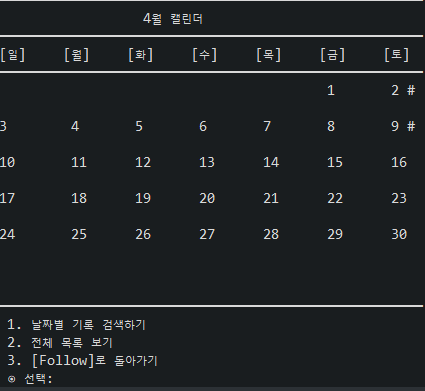 4월 캘린더
[일] [월] [화] [수] [목] [금] [토]
1 2 #
3 4 5 6 7 8 9 #
10 11 12 13 14 15 16
17 18 19 20 21 22 23
24 25 26 27 28 29 30
1. 날짜별 기록 검색하기
2. 전체 목록 보기
3. [Follow]로 돌아가기
⊙ 선택: